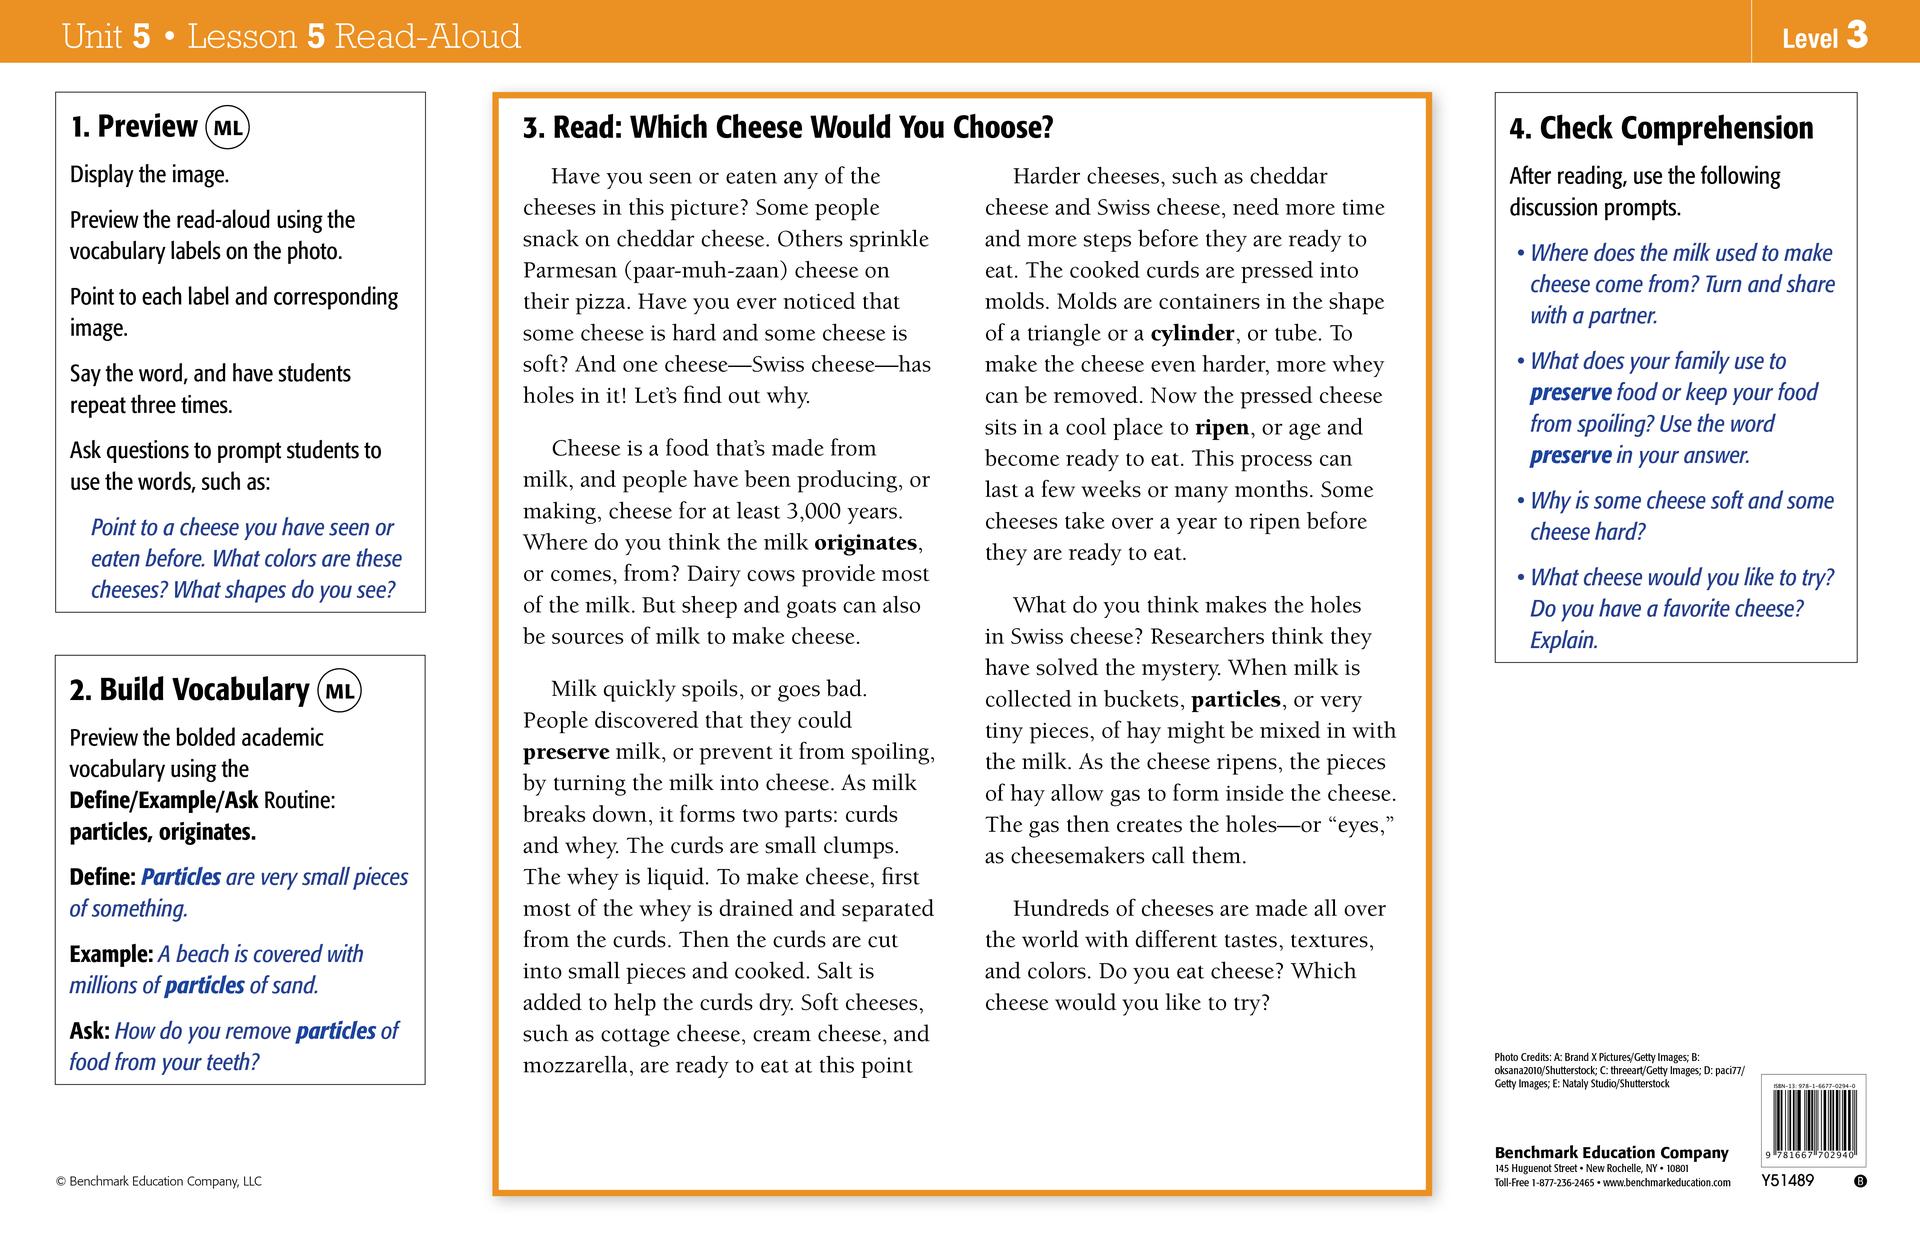 Unit 5 • Lesson 5 Read-Aloud
Level 3
1. Preview ML
Display the image.
Preview the read-aloud using the
vocabulary labels on the photo.
Point to each label and corresponding
image.
Say the word, and have students
repeat three times.
Ask questions to prompt students to
use the words, such as:
Point to a cheese you have seen or
eaten before. What colors are these
cheeses? What shapes do you see?
2. Build Vocabulary ML
Preview the bolded academic
vocabulary using the
Define/Example/Ask Routine:
particles, originates.
Define: Particles are very small pieces
of something.
Example: A beach is covered with
millions of particles of sand.
Ask: How do you remove particles of
food from your teeth?
© Benchmark Education Company, LLC
3. Read: Which Cheese Would You Choose?
Have you seen or eaten any of the
cheeses in this picture? Some people
snack on cheddar cheese. Others sprinkle
Parmesan (paar-muh-zaan) cheese on
their pizza. Have you ever noticed that
some cheese is hard and some cheese is
soft? And one cheese—Swiss cheese—has
holes in it! Let’s find out why.
Cheese is a food that’s made from
milk, and people have been producing, or
making, cheese for at least 3,000 years.
Where do you think the milk originates,
or comes, from? Dairy cows provide most
of the milk. But sheep and goats can also
be sources of milk to make cheese.
Milk quickly spoils, or goes bad.
People discovered that they could
preserve milk, or prevent it from spoiling,
by turning the milk into cheese. As milk
breaks down, it forms two parts: curds
and whey. The curds are small clumps.
The whey is liquid. To make cheese, first
most of the whey is drained and separated
from the curds. Then the curds are cut
into small pieces and cooked. Salt is
added to help the curds dry. Soft cheeses,
such as cottage cheese, cream cheese, and
mozzarella, are ready to eat at this point
Harder cheeses, such as cheddar
cheese and Swiss cheese, need more time
and more steps before they are ready to
eat. The cooked curds are pressed into
molds. Molds are containers in the shape
of a triangle or a cylinder, or tube. To
make the cheese even harder, more whey
can be removed. Now the pressed cheese
sits in a cool place to ripen, or age and
become ready to eat. This process can
last a few weeks or many months. Some
cheeses take over a year to ripen before
they are ready to eat.
What do you think makes the holes
in Swiss cheese? Researchers think they
have solved the mystery. When milk is
collected in buckets, particles, or very
tiny pieces, of hay might be mixed in with
the milk. As the cheese ripens, the pieces
of hay allow gas to form inside the cheese.
The gas then creates the holes—or “eyes,”
as cheesemakers call them.
Hundreds of cheeses are made all over
the world with different tastes, textures,
and colors. Do you eat cheese? Which
cheese would you like to try?
4. Check Comprehension
After reading, use the following
discussion prompts.
• Where does the milk used to make
cheese come from? Turn and share
with a partner.
• What does your family use to
preserve food or keep your food
from spoiling? Use the word
preserve in your answer.
• Why is some cheese soft and some
cheese hard?
• What cheese would you like to try?
Do you have a favorite cheese?
Explain.
Photo Credits: A: Brand X Pictures/Getty Images; B:
oksana2010/Shutterstock; C: threeart/Getty Images; D: paci77/
Getty Images; E: Nataly Studio/Shutterstock
Benchmark Education Company
145 Huguenot Street • New Rochelle, NY • 10801
Toll-Free 1-877-236-2465 • www.benchmarkeducation.com
ISBN-13: 978-1-6677-0294-0
9 781667 702940
Y51489
B